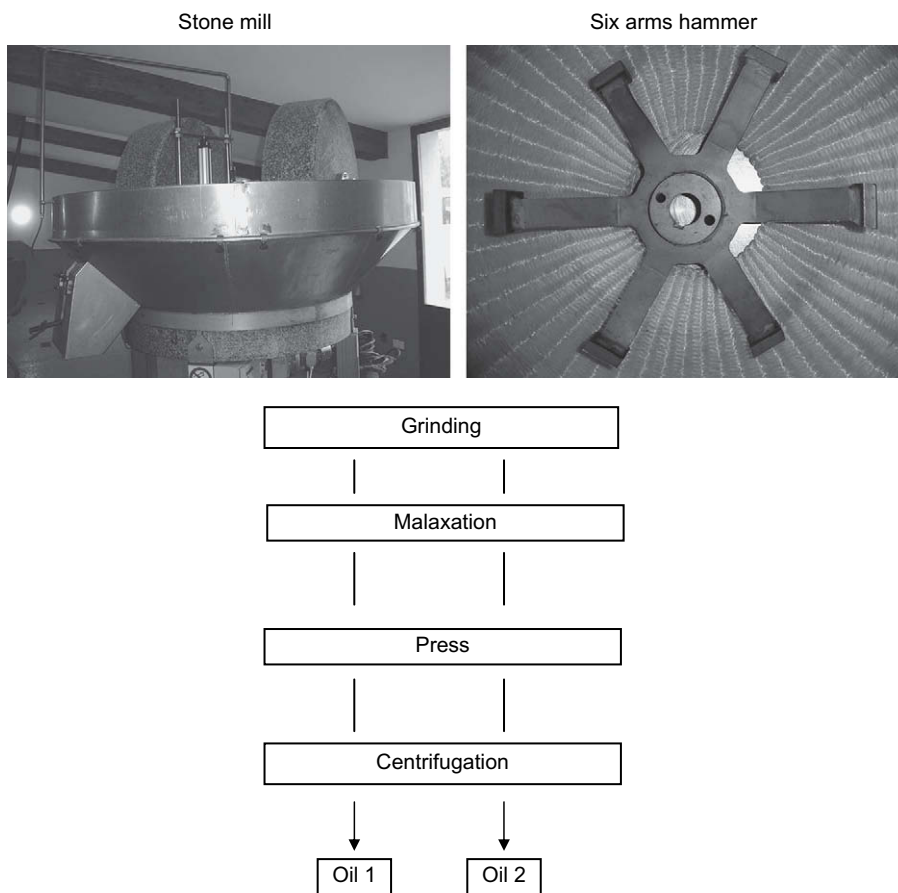 Stone mill
Six arms hammer
Grinding
Malaxation
Press
Centrifugation
Oil 1
Oil 2